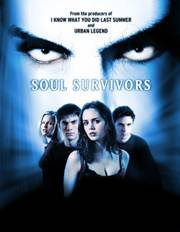 From the producers of
I KNOW WHAT YOU DID LAST SUMMER
and
URBAN LEGEND
SOUL SURVIVORS